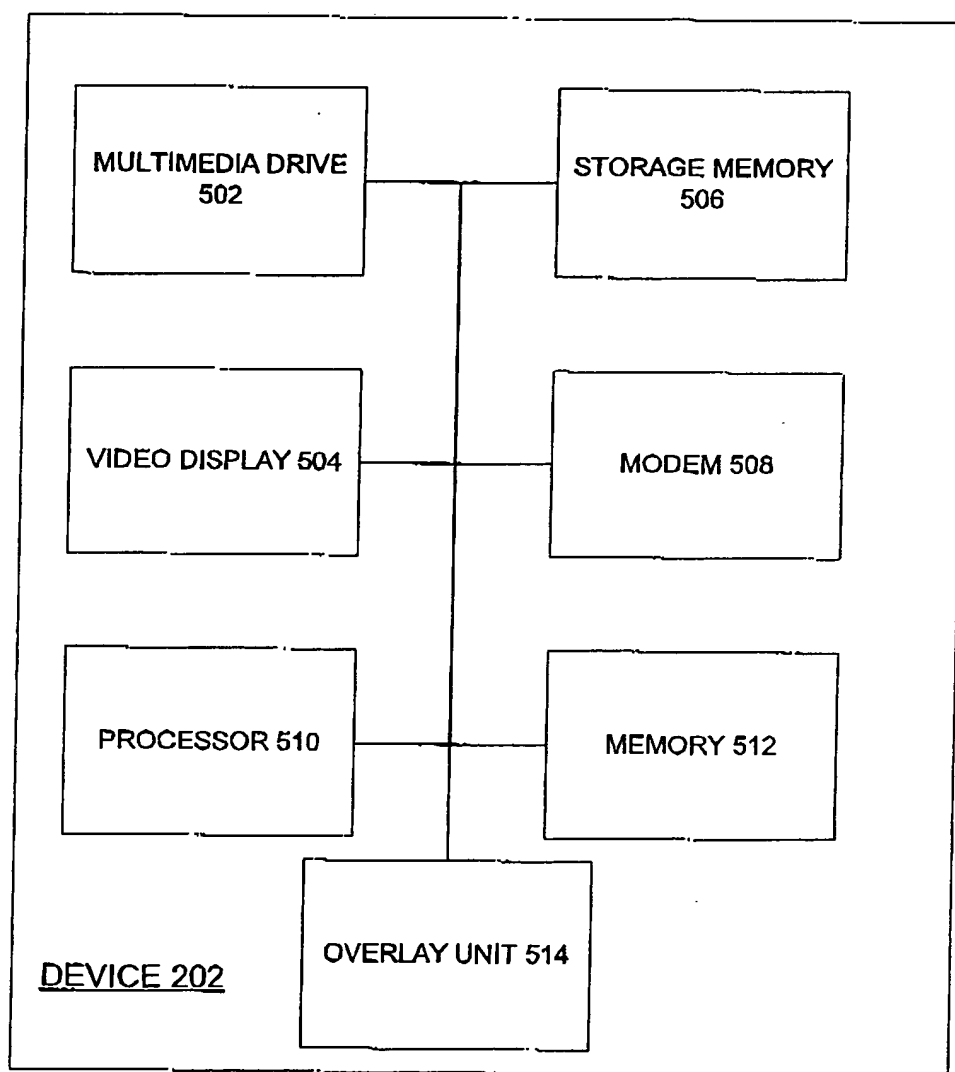 MULTIMEDIA DRIVE
502
STORAGE MEMORY
506
VIDEO DISPLAY 504
MODEM 508
PROCESSOR 510
MEMORY 512
OVERLAY UNIT 514
DEVICE 202